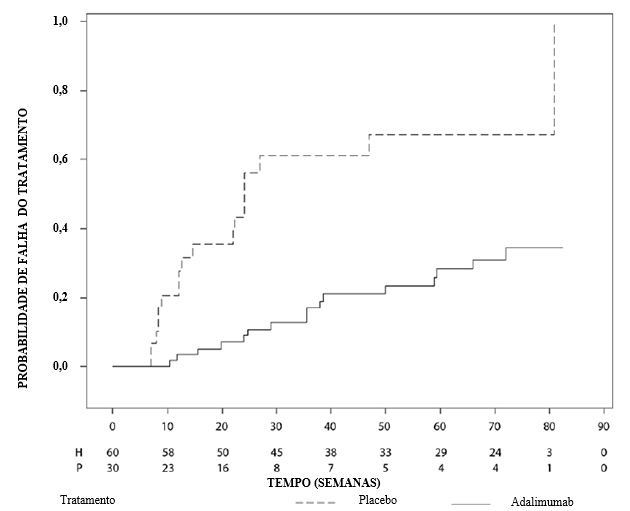 PROBABILIDADE DE FALHA DO TRATAMENTO
1,0
0,8
0,6
0,4
0,2
0,0
0 10 20 30 40 50 60 70 80 90
H 60 58 50 45 38 33 29 24 3 0
P 30 23 16 8 7 5 4 4 1 0
TEMPO (SEMANAS)
Tratamento Placebo Adalimumab